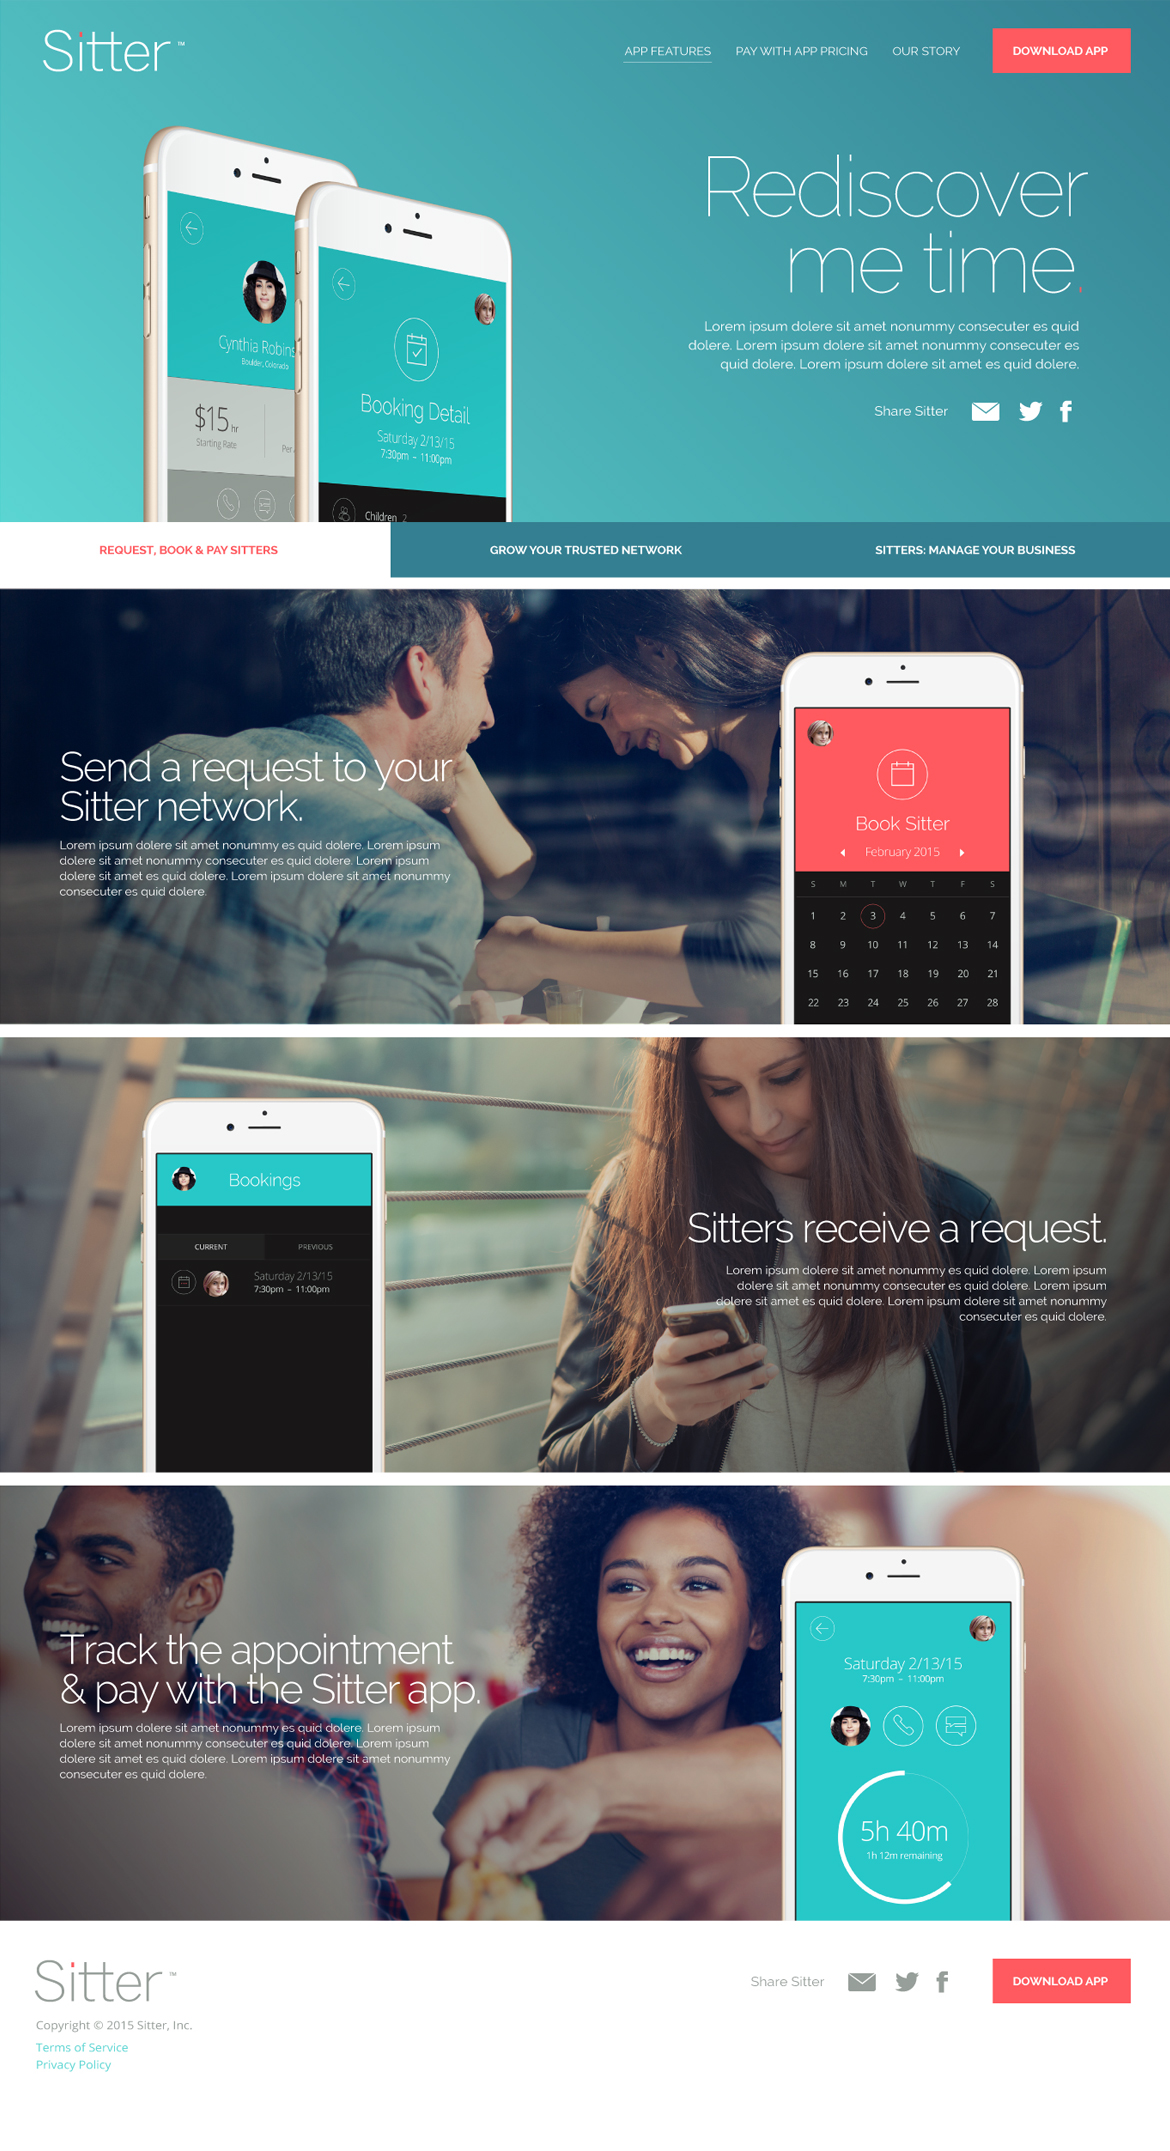 Sitter™
APP FEATURES
PAY WITH APP PRICING
OUR STORY
DOWNLOAD APP
Rediscover
me time.
Lorem ipsum dolere sit amet nonummy consecuter es quid
dolere. Lorem ipsum dolere sit amet nonummy consecuter es
quid dolere. Lorem ipsum dolere sit amet es quid dolere.
Share Sitter
Cynthia Robins
Boulder, Colorado
$15 hr
Starting Rate
Per
Booking Detail
Saturday 2/13/15
7:30pm – 11:00pm
Children 2
REQUEST, BOOK & PAY SITTERS
GROW YOUR TRUSTED NETWORK
SITTERS: MANAGE YOUR BUSINESS
Send a request to your
Sitter network.
Lorem ipsum dolere sit amet nonummy es quid dolere. Lorem ipsum
dolere sit amet nonummy consecuter es quid dolere. Lorem ipsum
dolere sit amet es quid dolere. Lorem ipsum dolere sit amet nonummy
consecuter es quid dolere.
Book Sitter
February 2015
S M T W T F S
1 2 3 4 5 6 7
8 9 10 11 12 13 14
15 16 17 18 19 20 21
22 23 24 25 26 27 28
Bookings
CURRENT
PREVIOUS
Saturday 2/13/15
7:30pm – 11:00pm
Sitters receive a request.
Lorem ipsum dolere sit amet nonummy es quid dolere. Lorem ipsum
dolere sit amet nonummy consecuter es quid dolere. Lorem ipsum
dolore sit amet es quid dolere. Lorem ipsum dolere sit amet nonummy
consecuter es quid dolere.
Track the appointment
& pay with the Sitter app.
Lorem ipsum dolere sit amet nonummy es quid dolere. Lorem ipsum
dolere sit amet nonummy consecuter es quid dolere. Lorem ipsum
dolere sit amet es quid dolere. Lorem ipsum dolere sit amet nonummy
consecuter es quid dolere.
Saturday 2/13/15
7:30pm – 11:00pm
5h 40m
1h 12m remaining
Sitter™
Share Sitter
DOWNLOAD APP
Copyright © 2015 Sitter, Inc.
Terms of Service
Privacy Policy